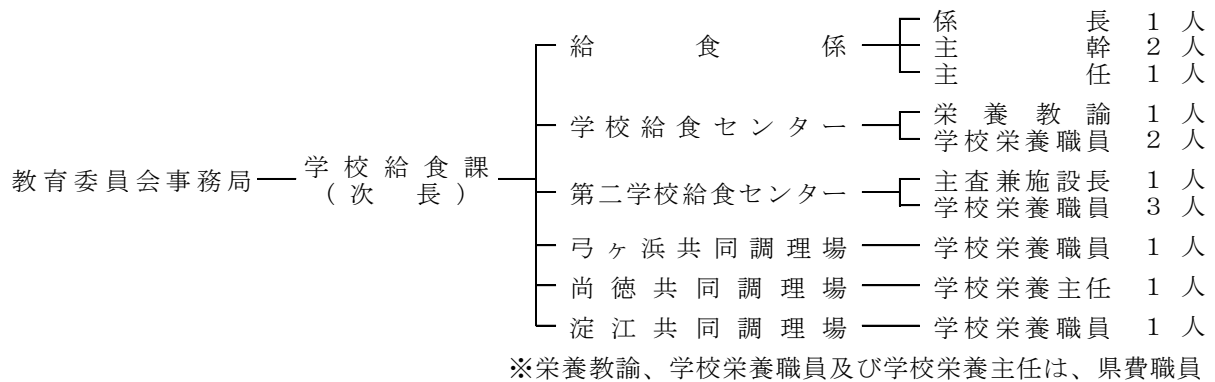 係長 1人
給食係 主幹 2人
主任 1人
栄養教諭 1人
学校給食センター
学校栄養職員 2人
教育委員会事務局 学校給食課
(次長)
主査兼施設長 1人
第二学校給食センター
学校栄養職員 3人
弓ヶ浜共同調理場 学校栄養職員 1人
尚徳共同調理場 学校栄養主任 1人
淀江共同調理場 学校栄養職員 1人
※栄養教諭、学校栄養職員及び学校栄養主任は、県費職員